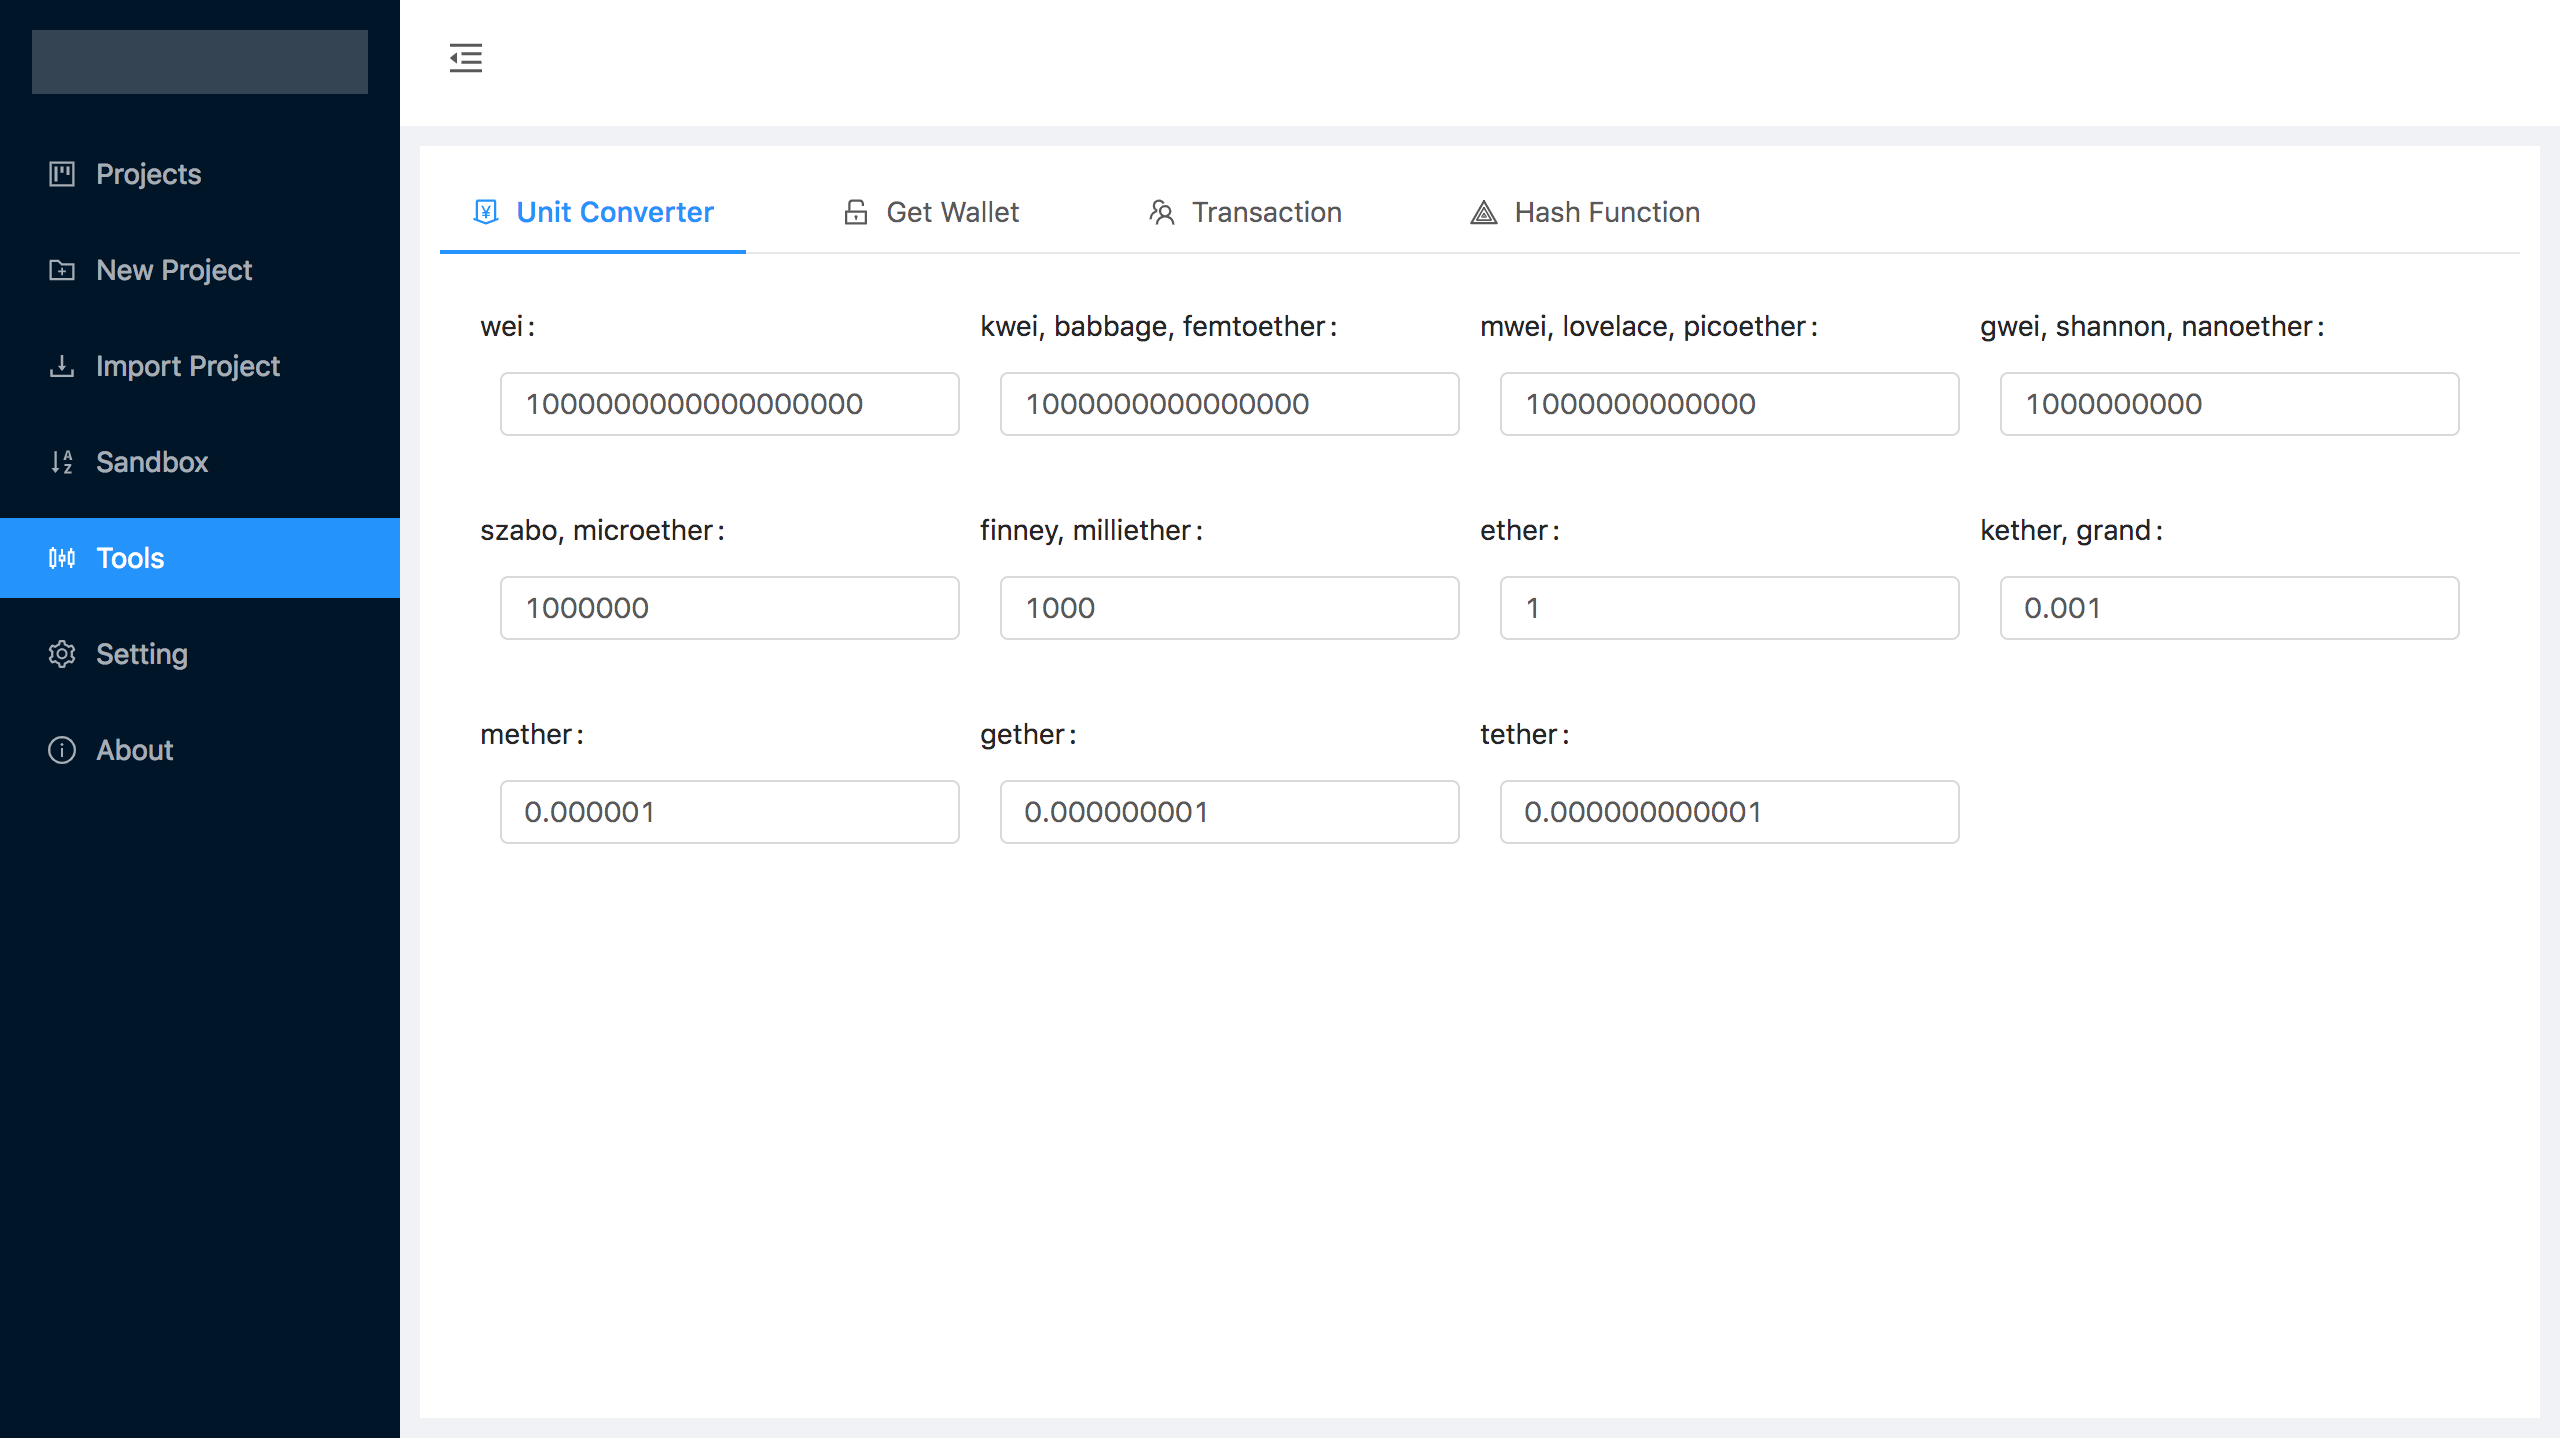 Projects
New Project
Import Project
Sandbox
Tools
Setting
About
Unit Converter
Get Wallet
Transaction
Hash Function
wei:
kwei, babbage, femtoether:
mwei, lovelace, picoether:
gwei, shannon, nanoether:
1000000000000000000
1000000000000000
1000000000000
1000000000
szabo, microether:
finney, milliether:
ether:
kether, grand:
1000000
1000
1
0.001
mether:
gether:
tether:
0.000001
0.000000001
0.000000000001